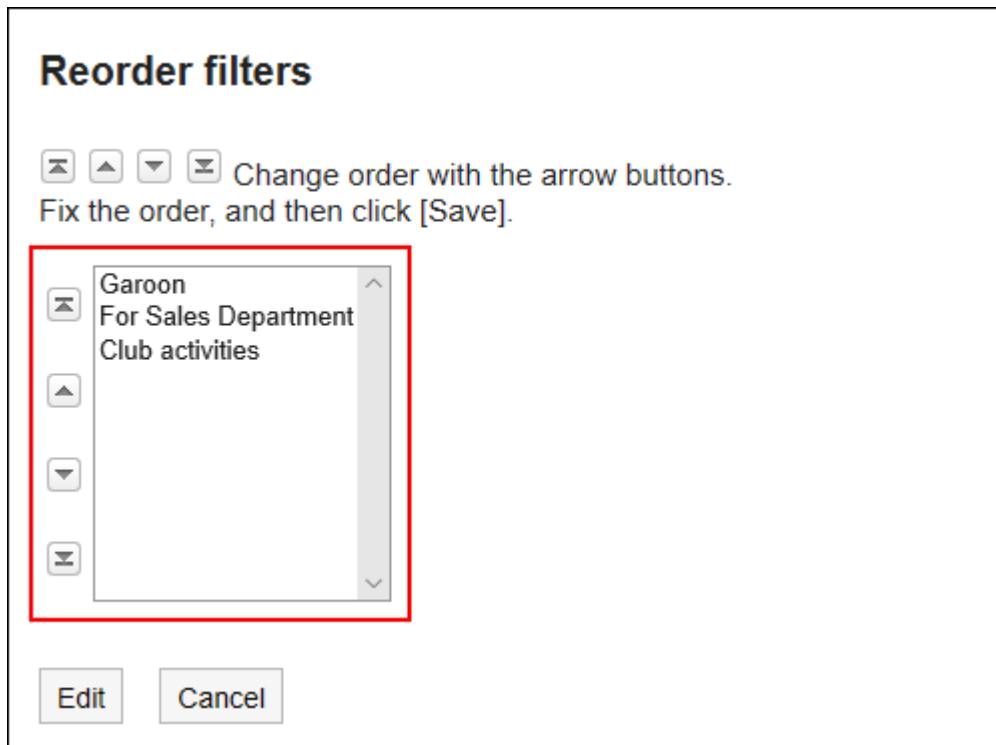 Reorder filters
Change order with the arrow buttons.
Fix the order, and then click [Save].
Garoon
For Sales Department
Club activities
Edit
Cancel